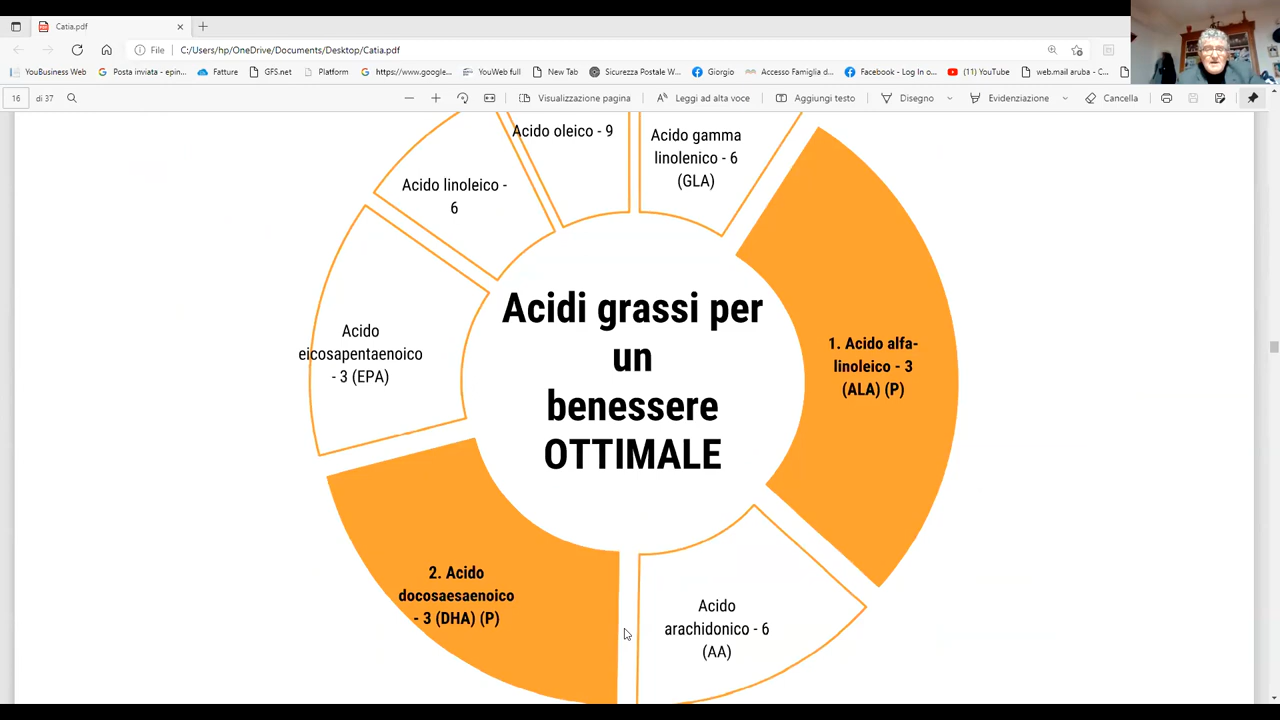 Catia.pdf
File
C:/Users/hp/OneDrive/Documents/Desktop/Catia.pdf
YouBusiness Web
Posta inviata - epin...
Fatture
GFS.net
Platform
https://www.google...
YouWeb full
New Tab
Sicurezza Postale W...
Giorgio
Accesso Famiglia d...
Facebook - Log In o...
(11) YouTube
web.mail aruba - C...
16 di 37
Visualizzazione pagina
Leggi ad alta voce
Aggiungi testo
Disegno
Evidenziazione
Cancella
Acido oleico - 9
Acido gamma
linolenico - 6
(GLA)
Acido linoleico -
6
Acido
eicosapentaenoico
- 3 (EPA)
Acidi grassi per
un
benessere
OTTIMALE
1. Acido alfa-
linoleico - 3
(ALA) (P)
2. Acido
docosaesaenoico
- 3 (DHA) (P)
Acido
arachidonico - 6
(AA)